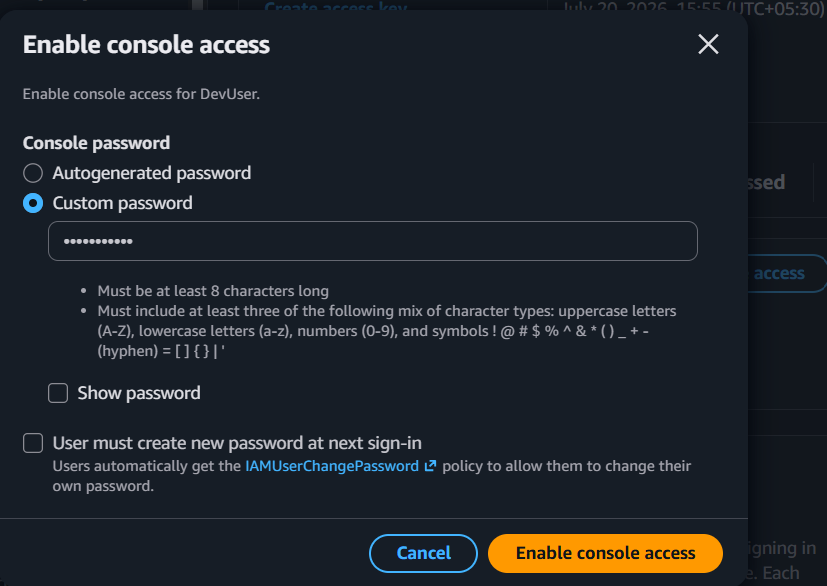 Create access key
July 20, 2026, 15:55 (UTC+05:30)
Enable console access
Enable console access for DevUser.
Console password
Autogenerated password
ssed
Custom password
•••••••••••
access
• Must be at least 8 characters long
• Must include at least three of the following mix of character types: uppercase letters
(A-Z), lowercase letters (a-z), numbers (0-9), and symbols ! @ # $ % ^ & * ( ) _ + -
(hyphen) = [ ] { } | '
Show password
User must create new password at next sign-in
Users automatically get the IAMUserChangePassword policy to allow them to change their
own password.
Cancel
Enable console access
igning in
e. Each